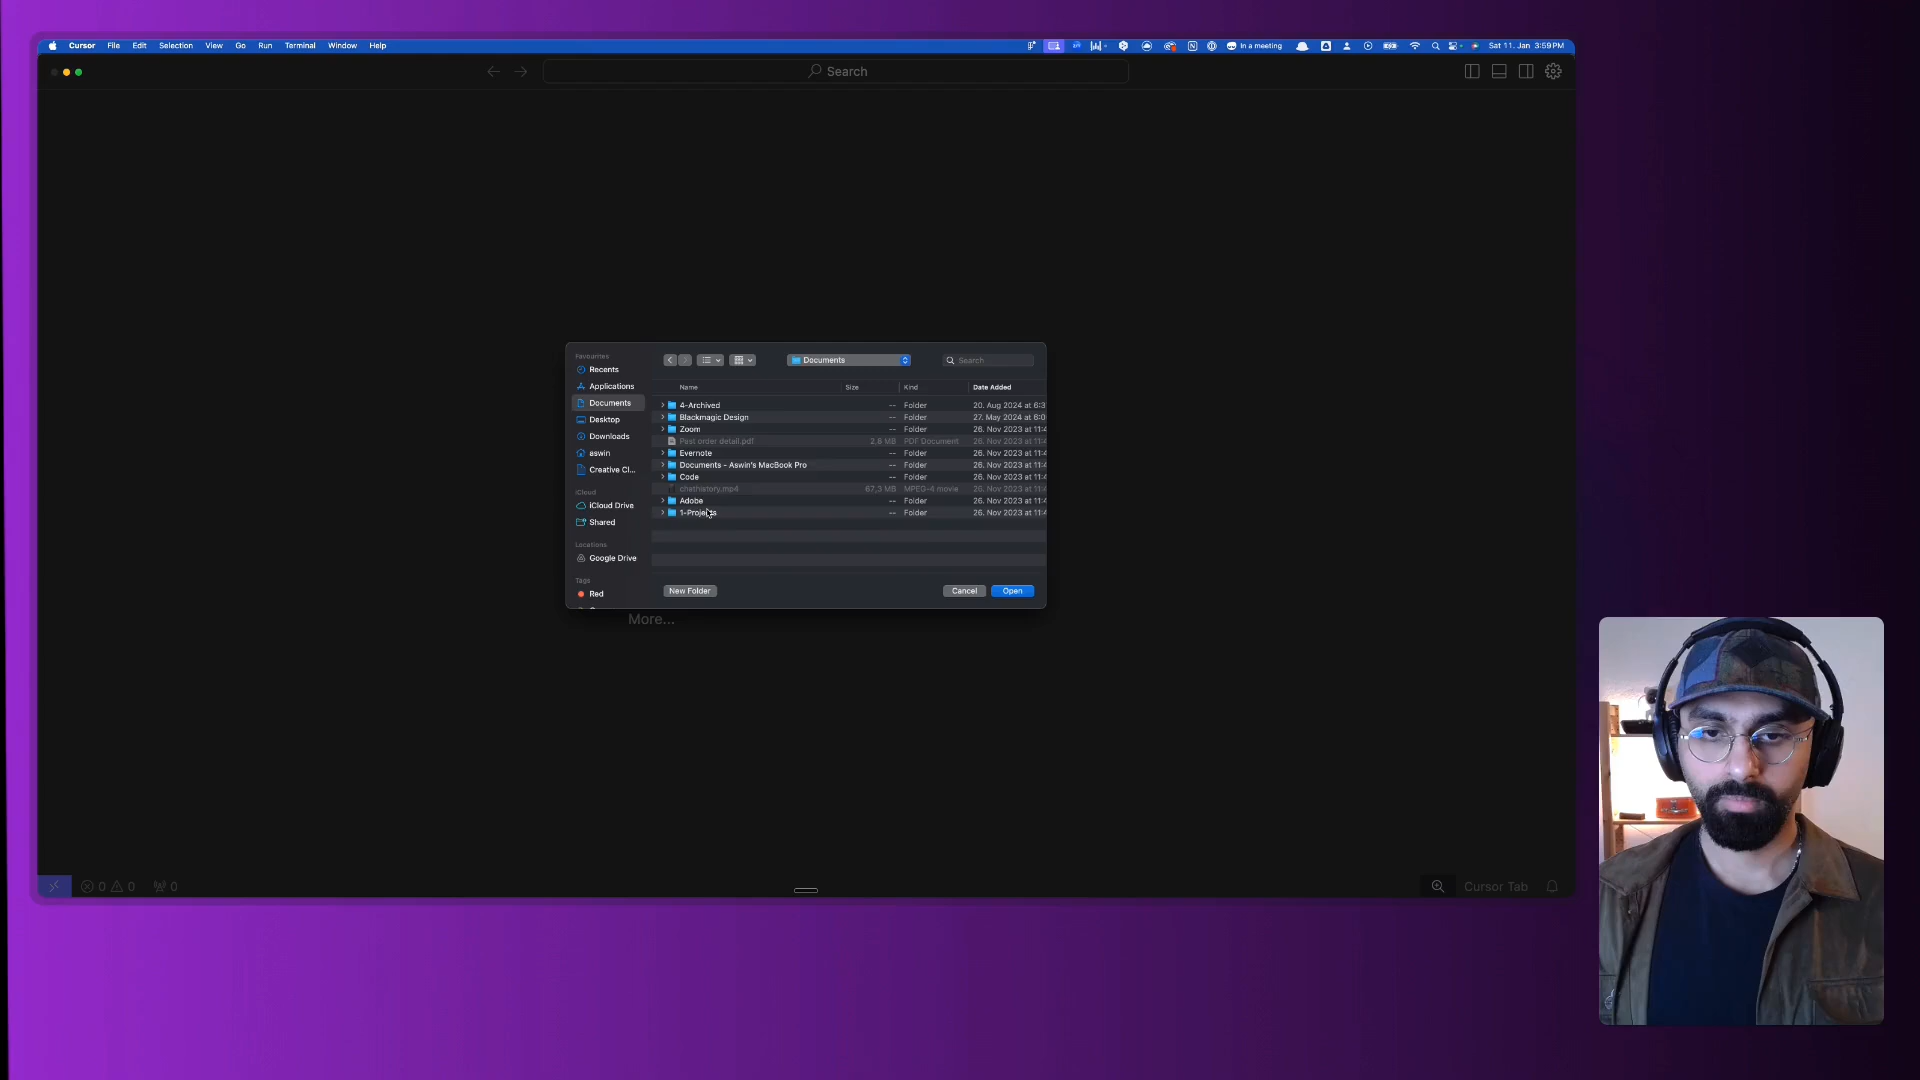 Cursor File Edit Selection View Go Run Terminal Window Help In a meeting Sat 11. Jan 3:59 PM
Search
Favourites
Recents
Applications
Documents
Desktop
Downloads
aswin
Creative Cl...
iCloud
iCloud Drive
Shared
Locations
Google Drive
Tags
Red
Documents Search
Name Size Kind Date Added
4-Archived -- Folder 20. Aug 2024 at 6:3
Blackmagic Design -- Folder 27. May 2024 at 6:0
Zoom -- Folder 26. Nov 2023 at 11:4
Past order detail.pdf 2,8 MB PDF Document 26. Nov 2023 at 11:4
Evernote -- Folder 26. Nov 2023 at 11:4
Documents - Aswin's MacBook Pro -- Folder 26. Nov 2023 at 11:4
Code -- Folder 26. Nov 2023 at 11:4
chathistory.mp4 67,3 MB MPEG-4 movie 26. Nov 2023 at 11:4
Adobe -- Folder 26. Nov 2023 at 11:4
1-Projects -- Folder 26. Nov 2023 at 11:4
New Folder Cancel Open
More...
0 0 0 Cursor Tab